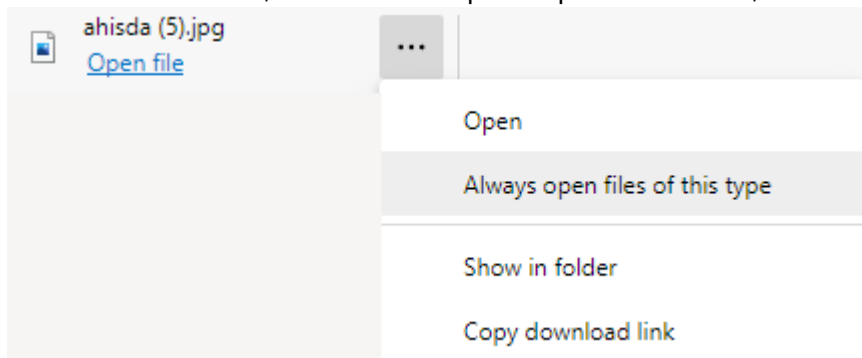 ahisda (5).jpg
Open file
...
Open
Always open files of this type
Show in folder
Copy download link